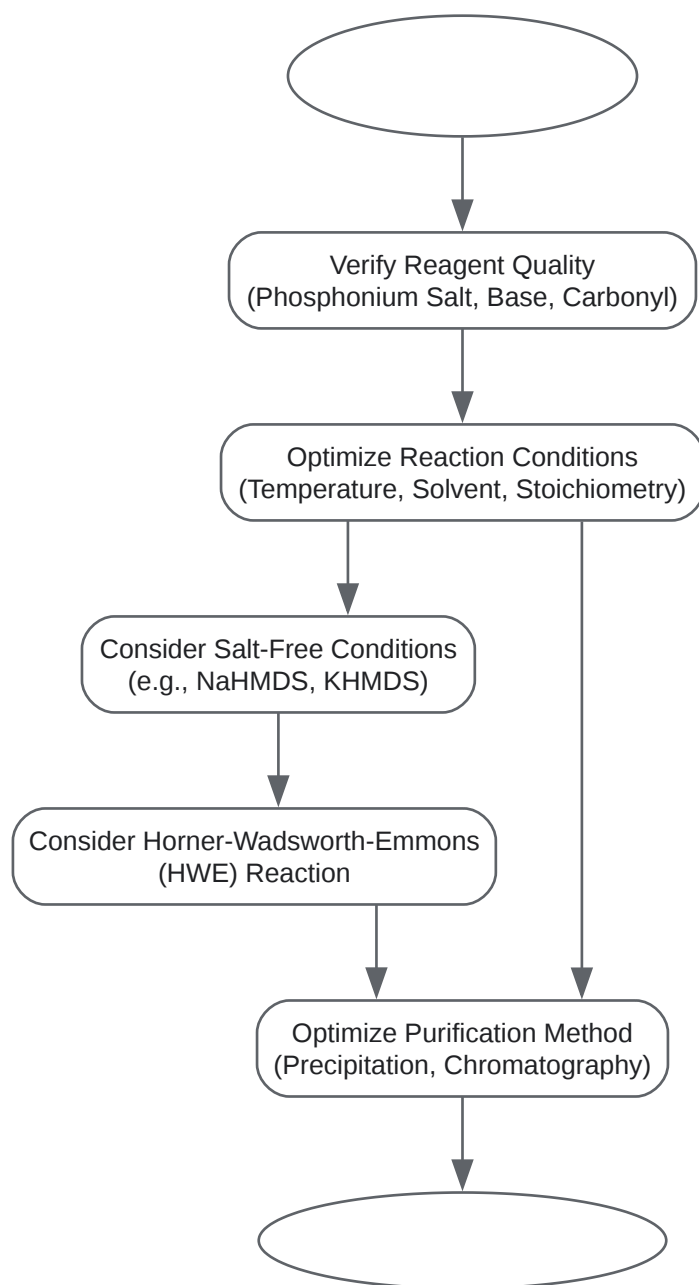 Verify Reagent Quality
(Phosphonium Salt, Base, Carbonyl)
Optimize Reaction Conditions
(Temperature, Solvent, Stoichiometry)
Consider Salt-Free Conditions
(e.g., NaHMDS, KHMDS)
Consider Horner-Wadsworth-Emmons
(HWE) Reaction
Optimize Purification Method
(Precipitation, Chromatography)